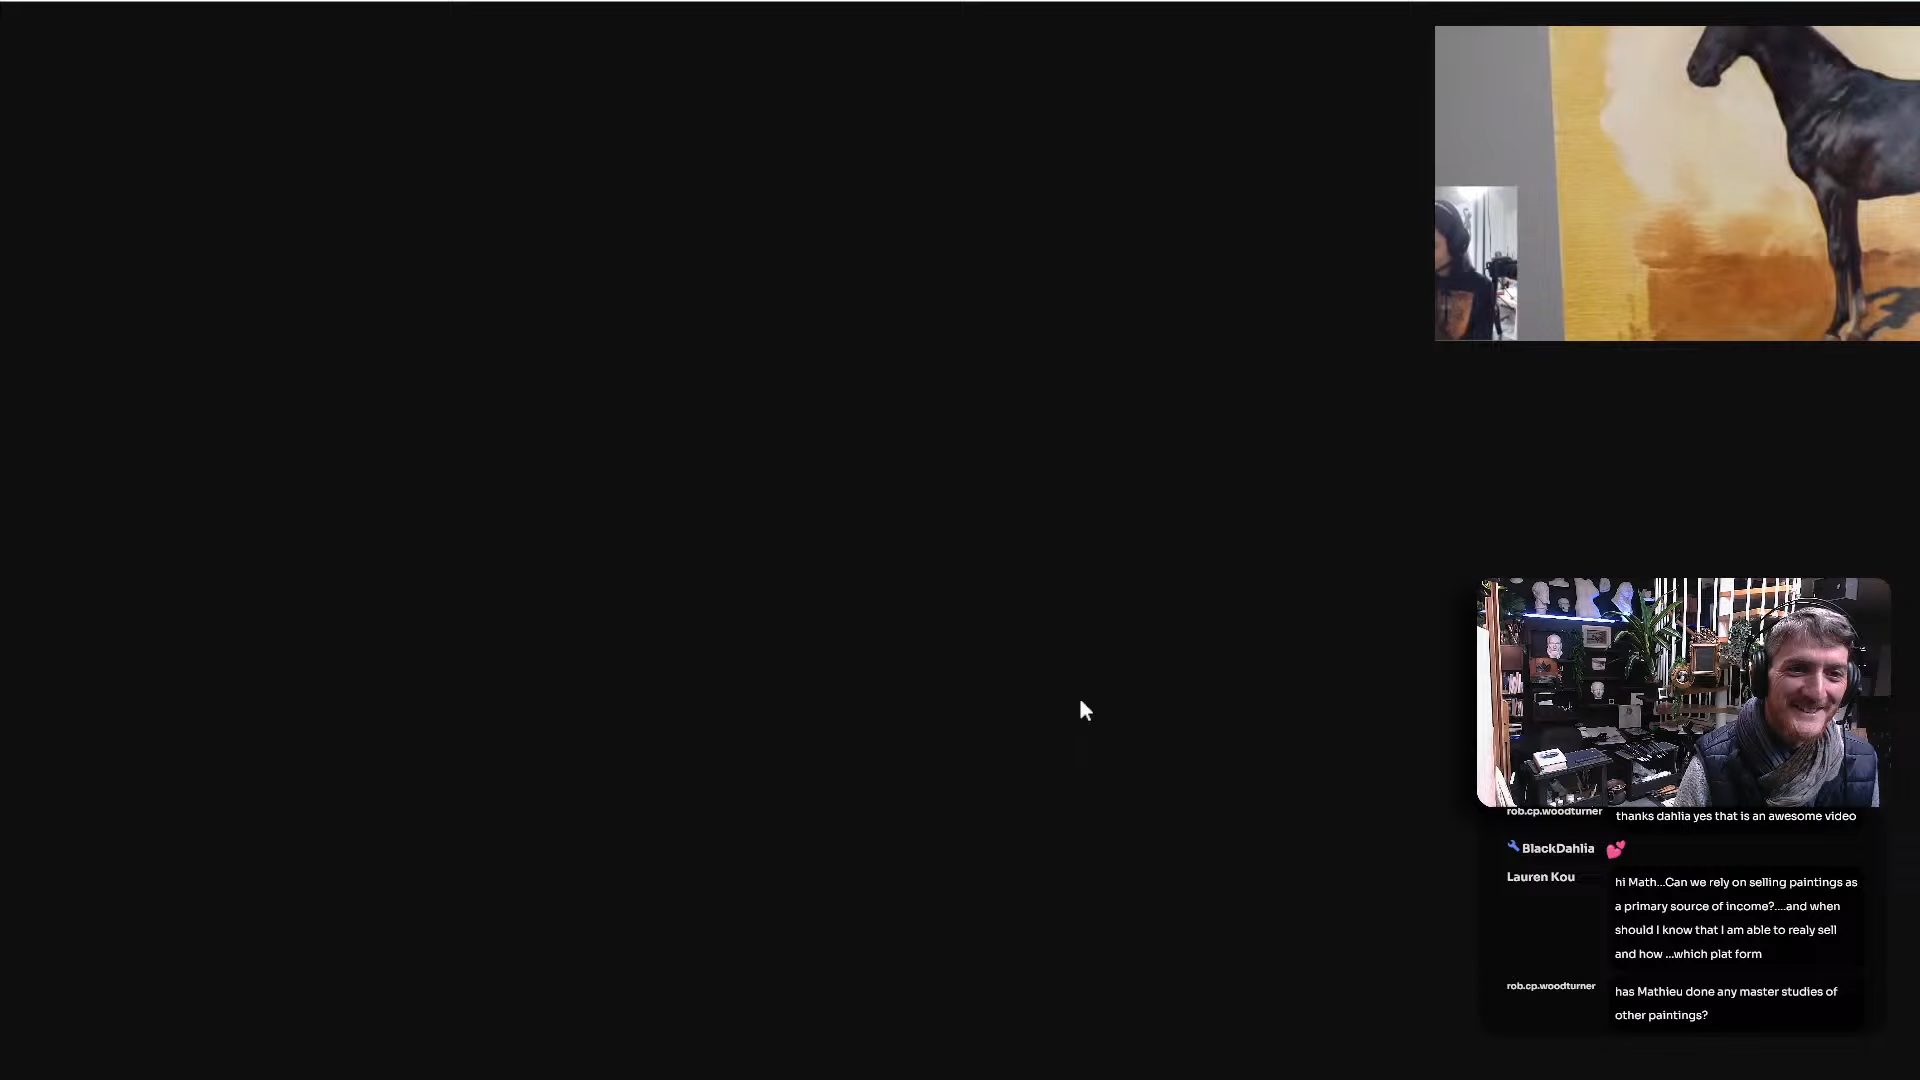 rob.cp.woodturner thanks dahlia yes that is an awesome video
BlackDahlia 💕
Lauren Kou hi Math...Can we rely on selling paintings as
a primary source of income?....and when
should I know that I am able to realy sell
and how ...which plat form
rob.cp.woodturner has Mathieu done any master studies of
other paintings?